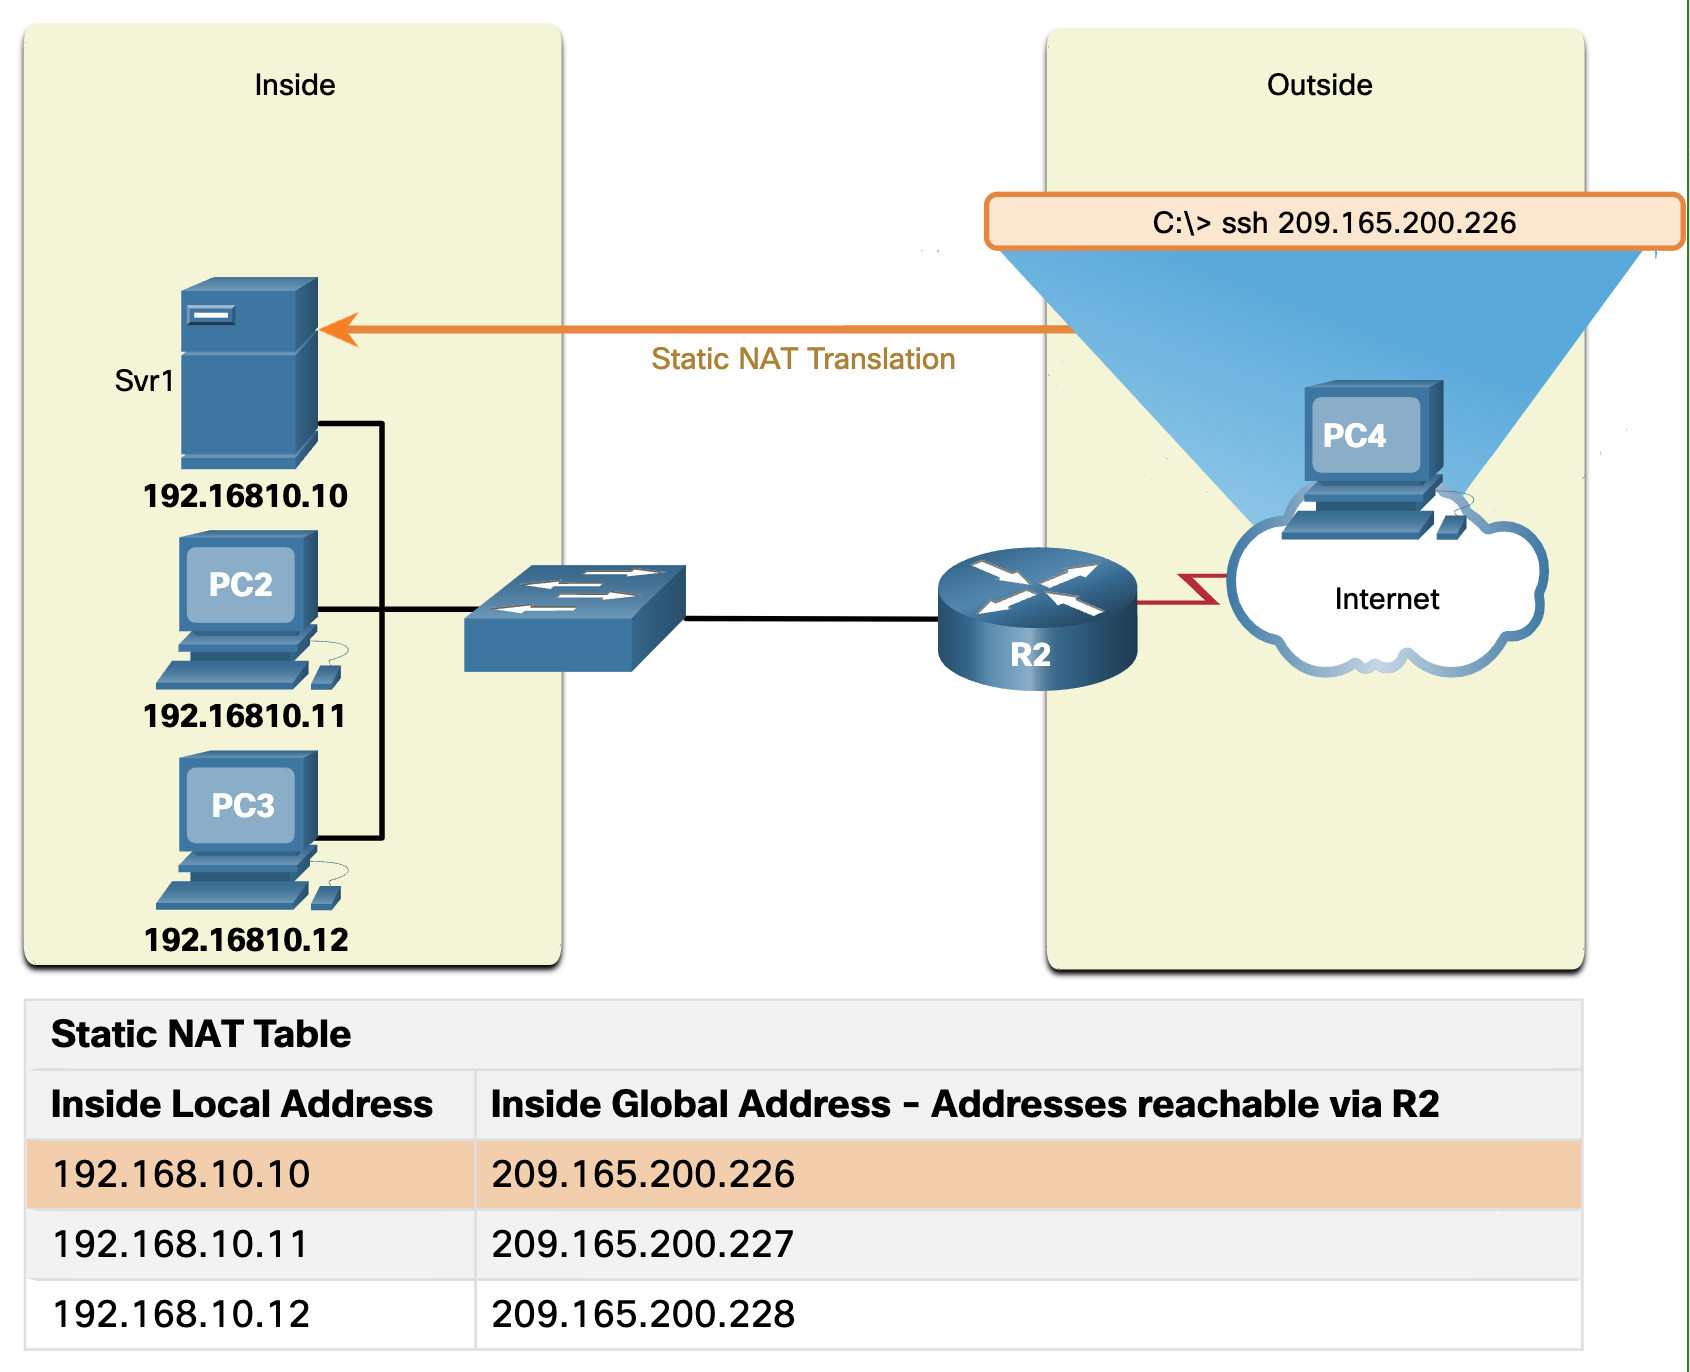 Inside
Outside
C:\> ssh 209.165.200.226
Static NAT Translation
Svr1
192.16810.10
PC4
PC2
Internet
R2
192.16810.11
PC3
192.16810.12
Static NAT Table
Inside Local Address Inside Global Address - Addresses reachable via R2
192.168.10.10 209.165.200.226
192.168.10.11 209.165.200.227
192.168.10.12 209.165.200.228